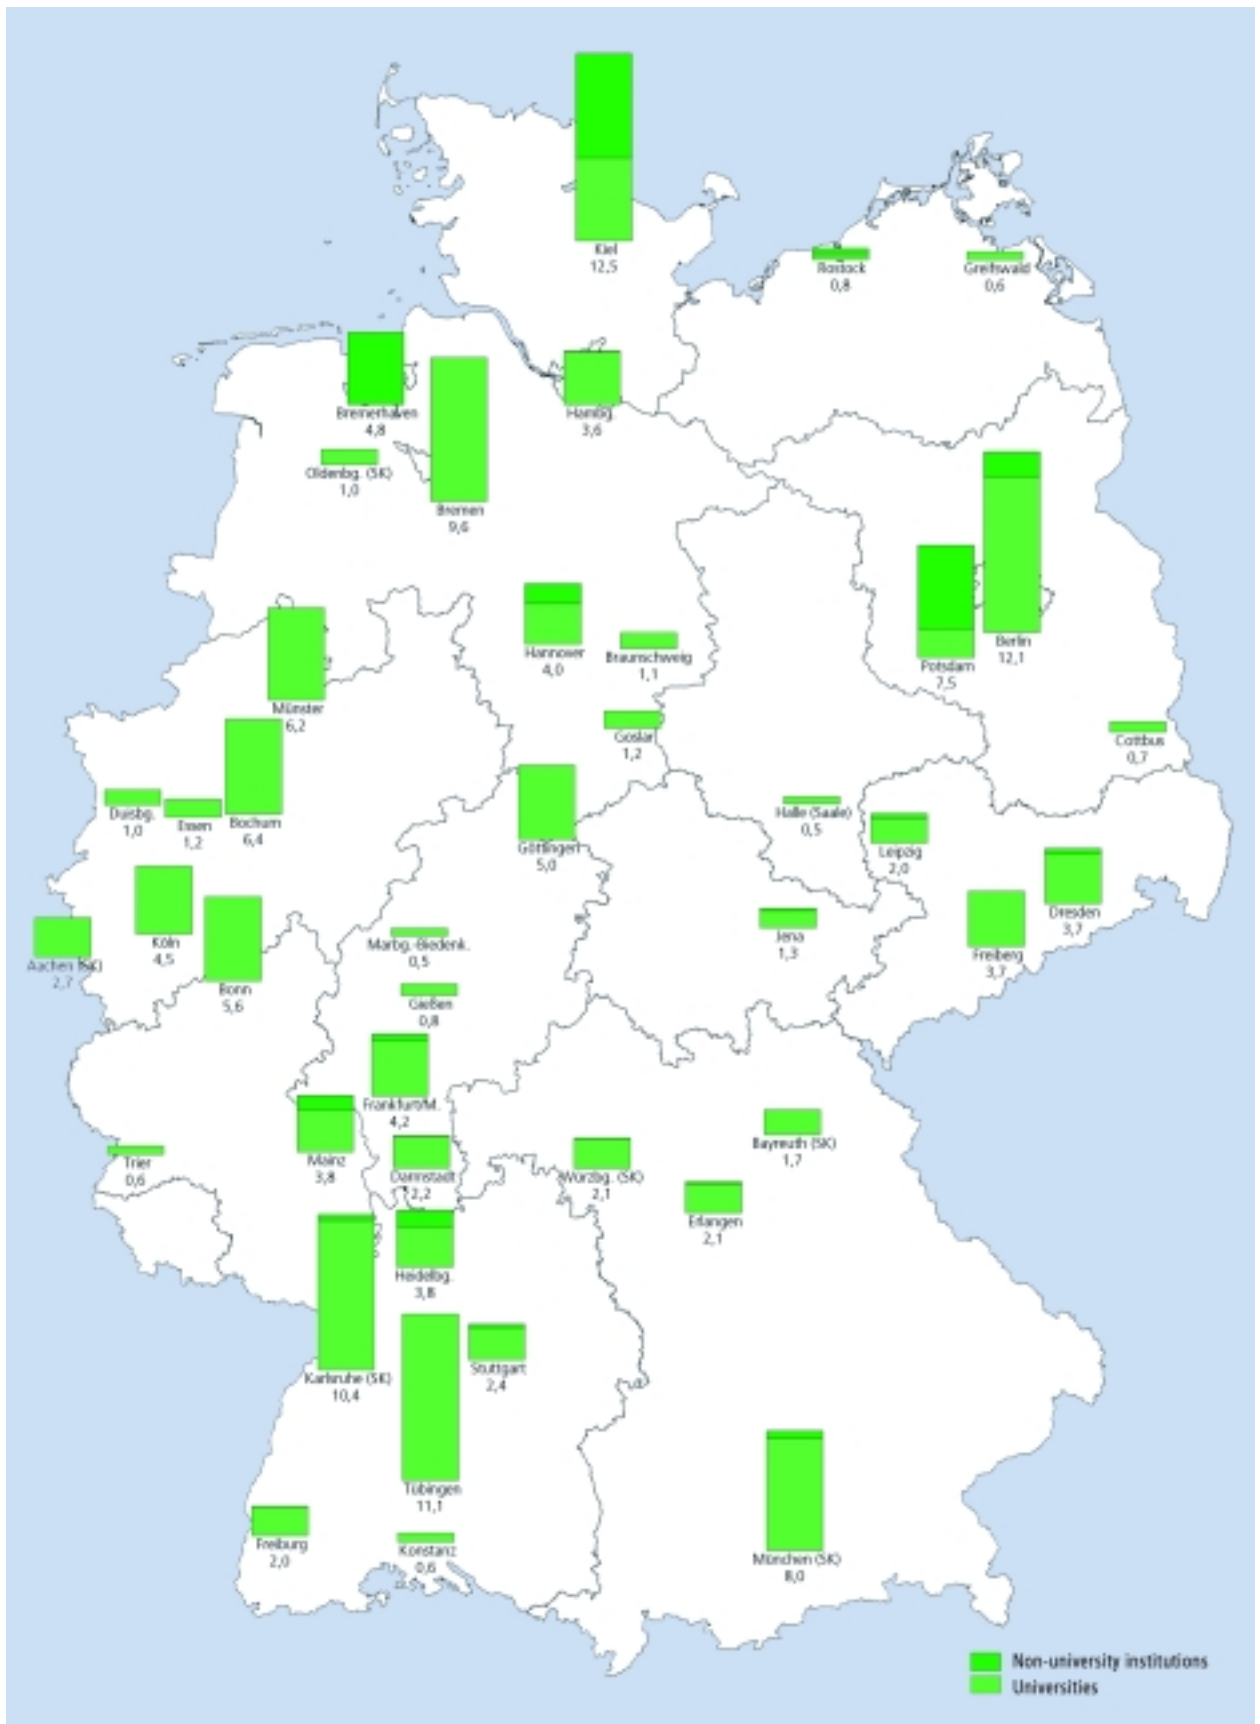 Kiel
12,5
Rostock
0,8
Greifswald
0,6
Bremerhaven
4,8
Hambg.
3,6
Oldenbg. (SK)
1,0
Bremen
9,6
Hannover
4,0
Braunschweig
1,1
Berlin
12,1
Potsdam
7,5
Münster
6,2
Goslar
1,2
Cottbus
0,7
Duisbg.
1,0
Essen
1,2
Bochum
6,4
Göttingen
5,0
Halle (Saale)
0,5
Leipzig
2,0
Dresden
3,7
Freiberg
3,7
Jena
1,3
Köln
4,5
Marbg.-Biedenk.
0,5
Aachen (SK)
2,7
Bonn
5,6
Gießen
0,8
Frankfurt/M.
4,2
Bayreuth (SK)
1,7
Trier
0,6
Mainz
3,8
Darmstadt
2,2
Würzbg. (SK)
2,1
Erlangen
2,1
Heidelbg.
3,8
Karlsruhe (SK)
10,4
Stuttgart
2,4
Tübingen
11,1
Freiburg
2,0
Konstanz
0,6
München (SK)
8,0
Non-university institutions
Universities